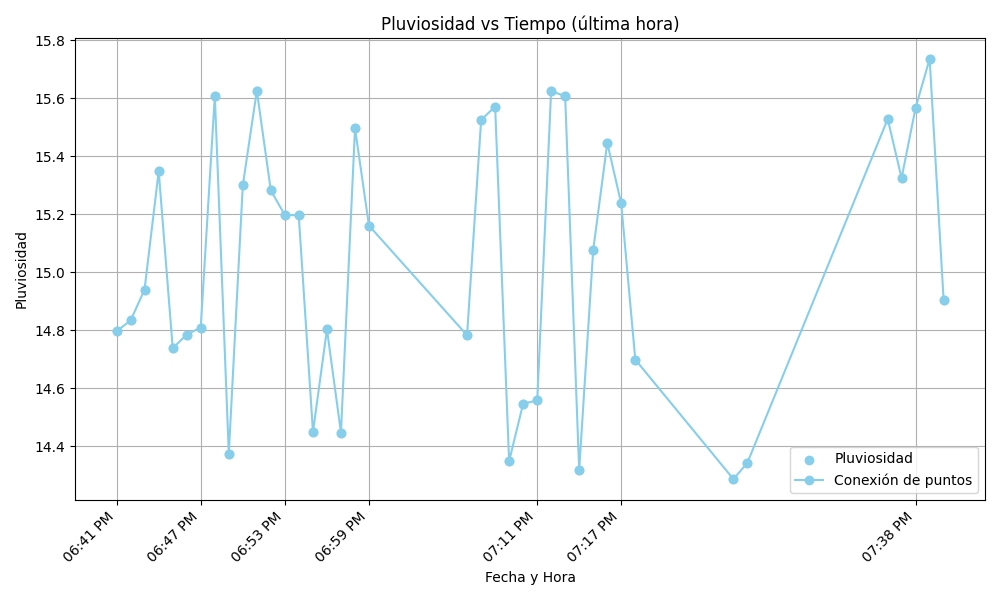 Pluviosidad vs Tiempo (última hora)
Pluviosidad
15.8
15.6
15.4
15.2
15.0
14.8
14.6
14.4
Pluviosidad
Conexión de puntos
06:41 PM
06:47 PM
06:53 PM
06:59 PM
07:11 PM
07:17 PM
07:38 PM
Fecha y Hora